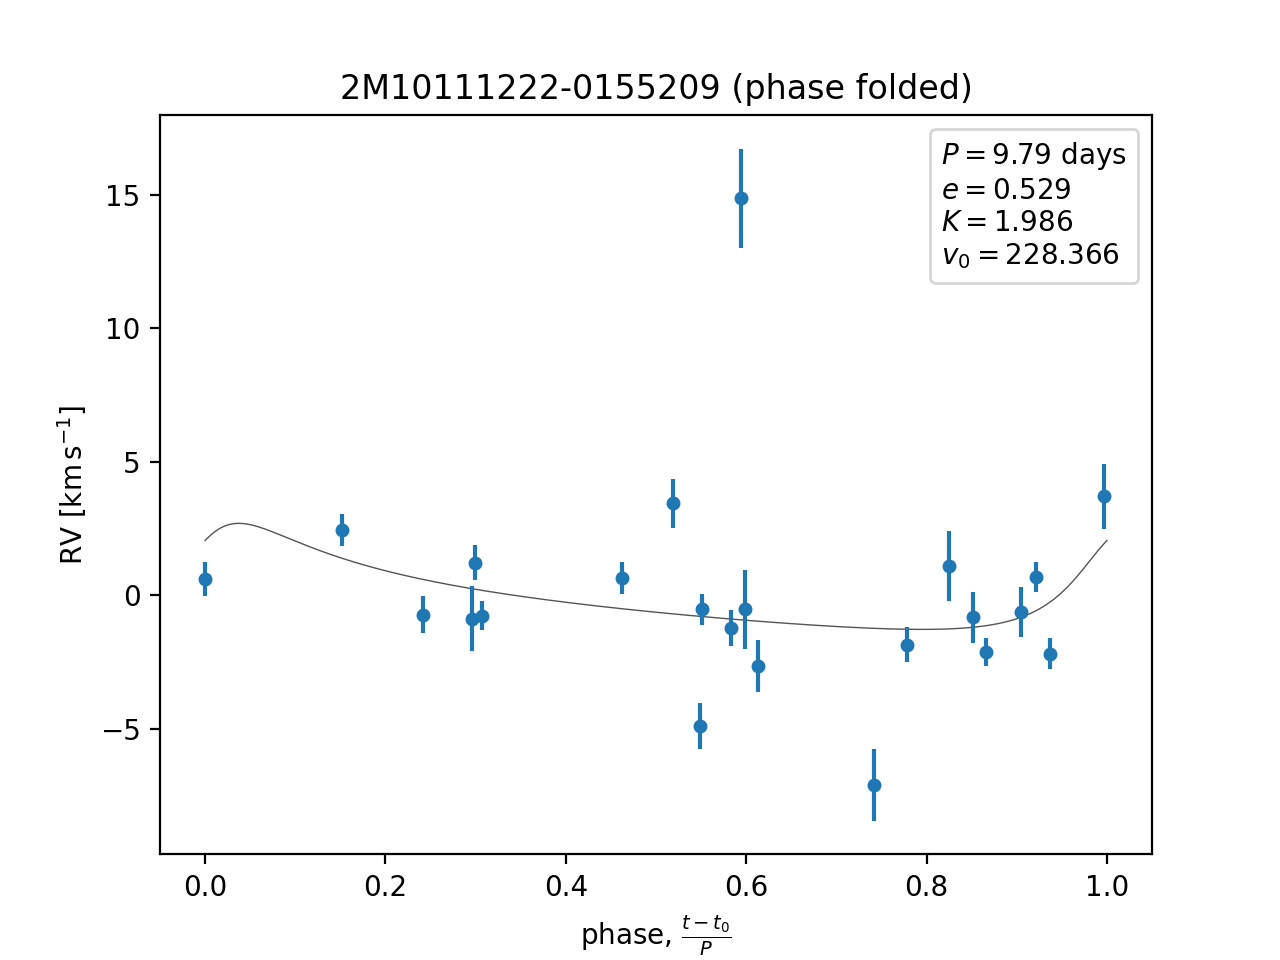 2M10111222-0155209 (phase folded)
P = 9.79 days
e = 0.529
K = 1.986
v₀ = 228.366
15
10
5
0
−5
RV [km s⁻¹]
0.0 0.2 0.4 0.6 0.8 1.0
phase, (t − t₀)/P